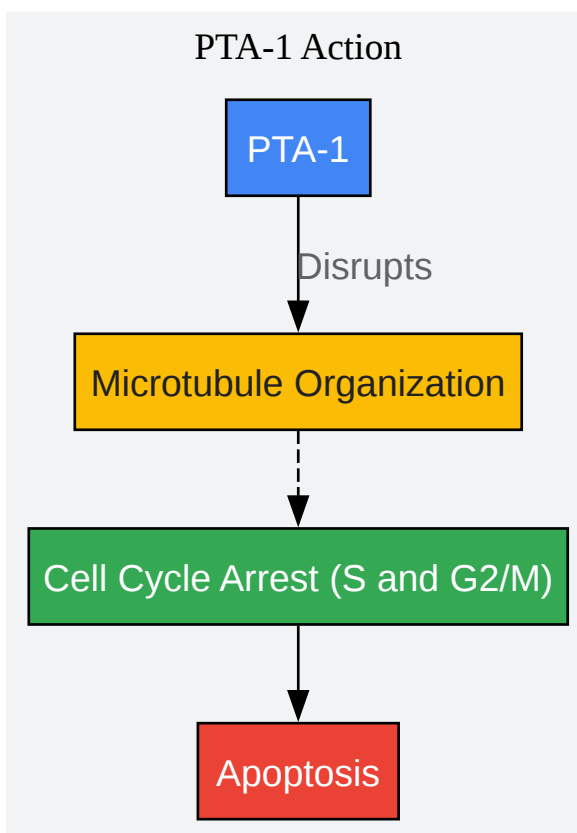 PTA-1 Action
PTA-1
Disrupts
Microtubule Organization
Cell Cycle Arrest (S and G2/M)
Apoptosis